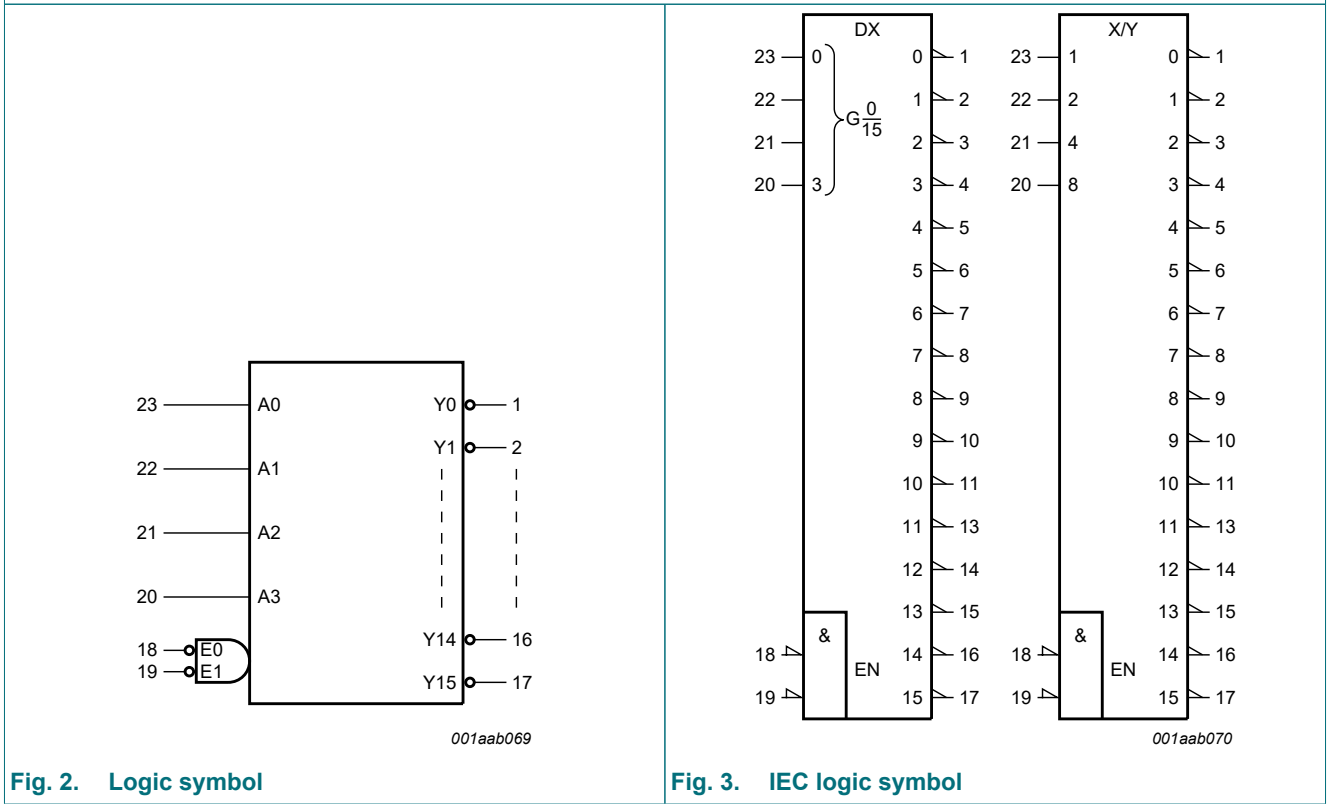 23 A0 Y0 1
Y1 2
22 A1
21 A2
20 A3
Y14 16
18 E0
19 E1
Y15 17
001aab069
Fig. 2. Logic symbol
DX
23 0 0 1
22 1 2
G 0
15
21 2 3
20 3 3 4
4 5
5 6
6 7
7 8
8 9
9 10
10 11
11 13
12 14
13 15
&
18 14 16
EN
19 15 17
X/Y
23 1 0 1
22 2 1 2
21 4 2 3
20 8 3 4
4 5
5 6
6 7
7 8
8 9
9 10
10 11
11 13
12 14
13 15
&
18 14 16
EN
19 15 17
001aab070
Fig. 3. IEC logic symbol